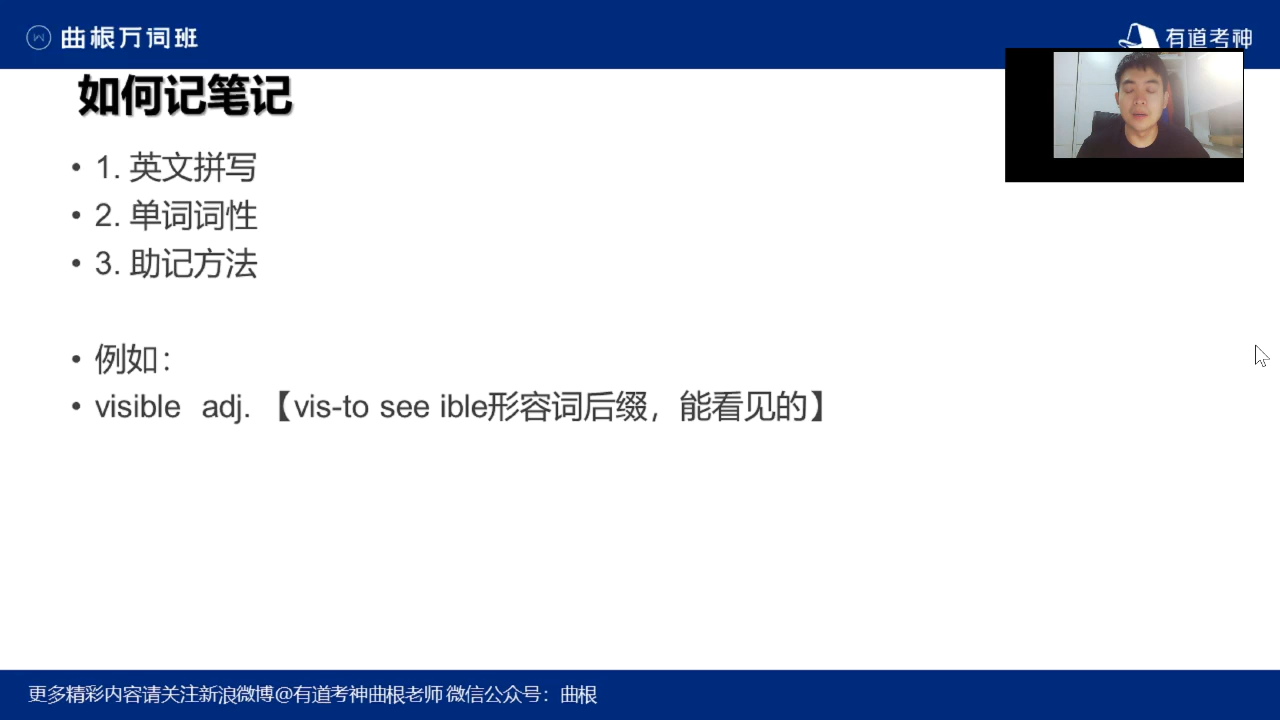 曲根万词班
有道考神
如何记笔记
• 1. 英文拼写
• 2. 单词词性
• 3. 助记方法
• 例如：
• visible adj. 【vis-to see ible形容词后缀，能看见的】
更多精彩内容请关注新浪微博@有道考神曲根老师 微信公众号：曲根